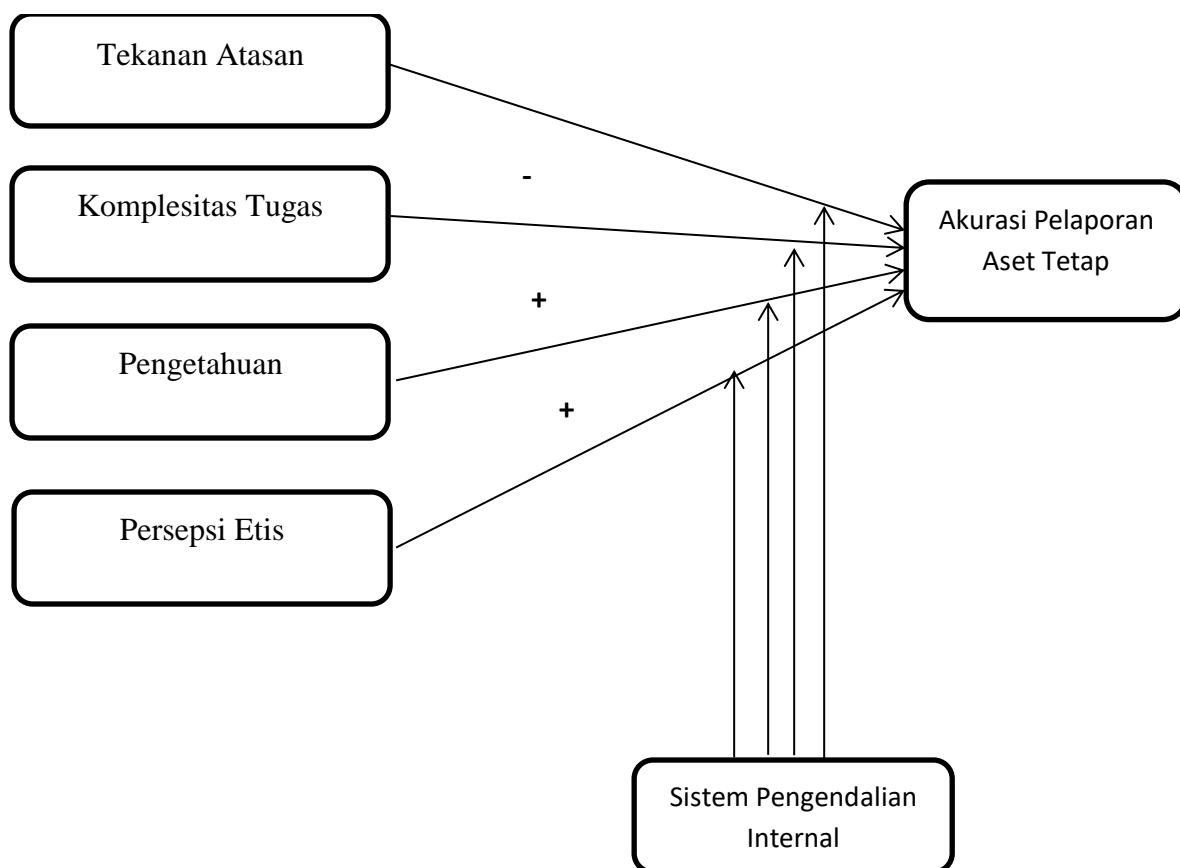 Tekanan Atasan
-
Komplesitas Tugas
+
Pengetahuan
+
Persepsi Etis
Akurasi Pelaporan
Aset Tetap
Sistem Pengendalian
Internal